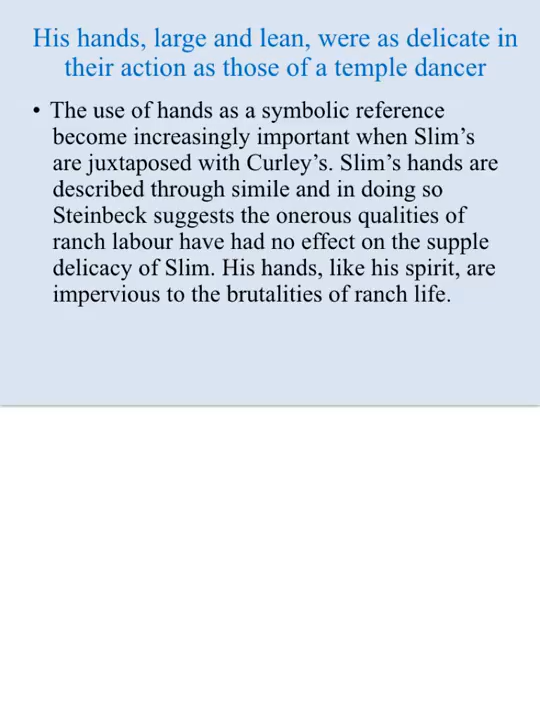 His hands, large and lean, were as delicate in
their action as those of a temple dancer
• The use of hands as a symbolic reference
become increasingly important when Slim’s
are juxtaposed with Curley’s. Slim’s hands are
described through simile and in doing so
Steinbeck suggests the onerous qualities of
ranch labour have had no effect on the supple
delicacy of Slim. His hands, like his spirit, are
impervious to the brutalities of ranch life.